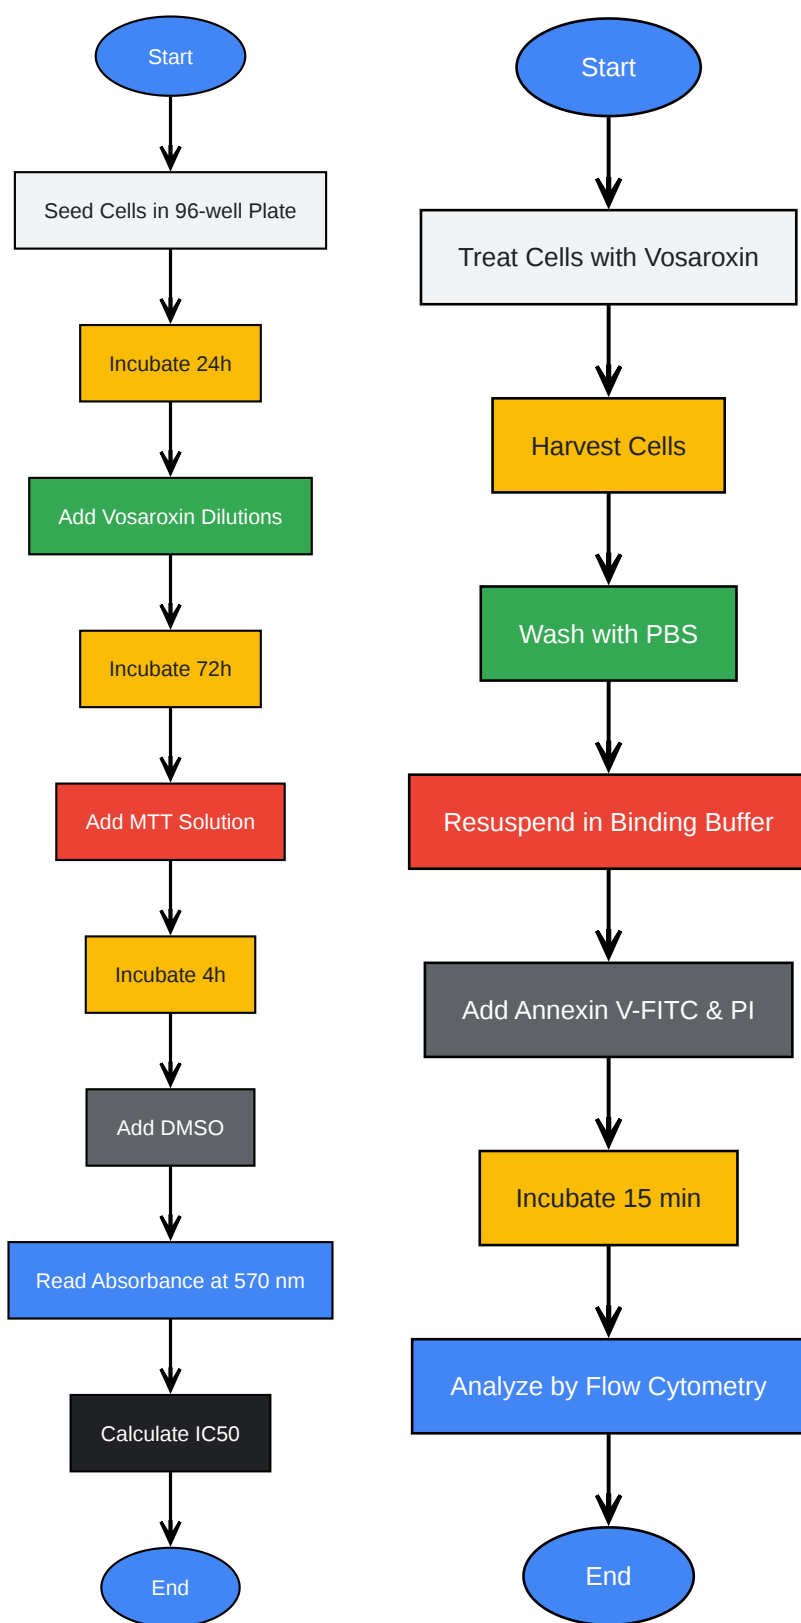 Start
Seed Cells in 96-well Plate
Incubate 24h
Add Vosaroxin Dilutions
Incubate 72h
Add MTT Solution
Incubate 4h
Add DMSO
Read Absorbance at 570 nm
Calculate IC50
End
Start
Treat Cells with Vosaroxin
Harvest Cells
Wash with PBS
Resuspend in Binding Buffer
Add Annexin V-FITC & PI
Incubate 15 min
Analyze by Flow Cytometry
End